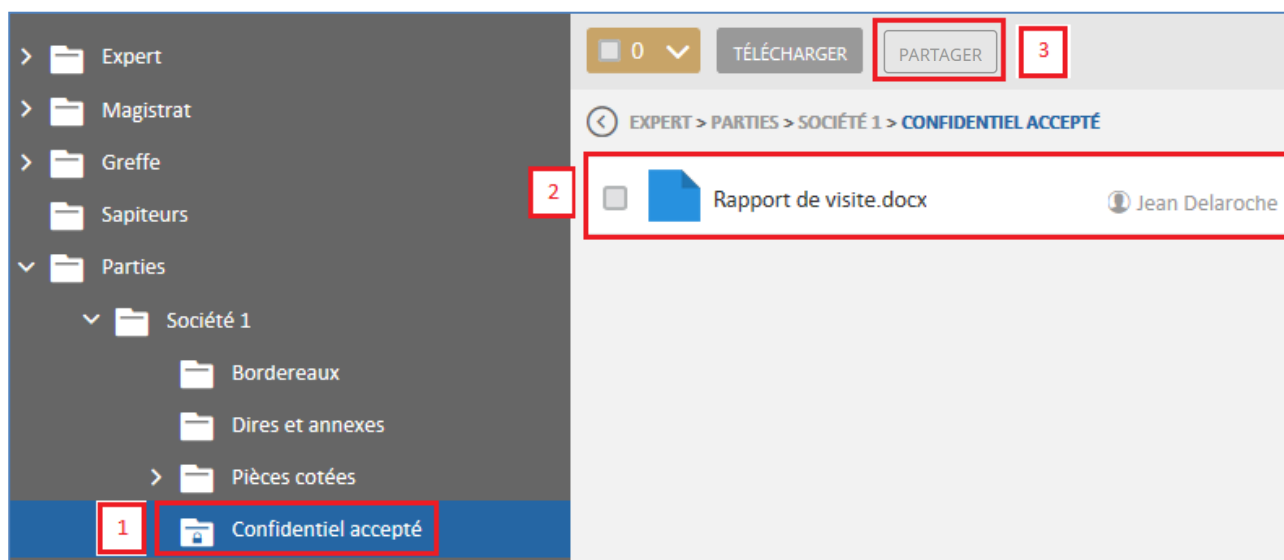 Expert
Magistrat
Greffe
Sapiteurs
Parties
Société 1
Bordereaux
Dires et annexes
Pièces cotées
1 Confidentiel accepté
0 TÉLÉCHARGER PARTAGER 3
EXPERT > PARTIES > SOCIÉTÉ 1 > CONFIDENTIEL ACCEPTÉ
2 Rapport de visite.docx Jean Delaroche